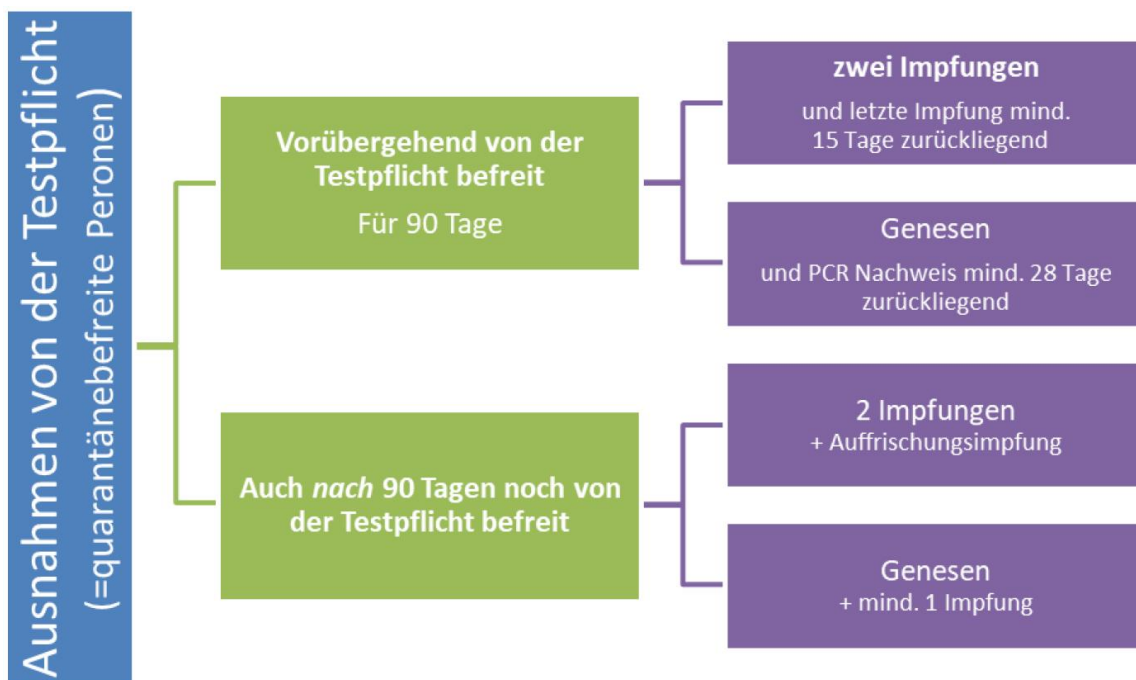 Ausnahmen von der Testpflicht
(=quarantänebefreite Peronen)
Vorübergehend von der
Testpflicht befreit
Für 90 Tage
zwei Impfungen
und letzte Impfung mind.
15 Tage zurückliegend
Genesen
und PCR Nachweis mind. 28 Tage
zurückliegend
Auch nach 90 Tagen noch von
der Testpflicht befreit
2 Impfungen
+ Auffrischungsimpfung
Genesen
+ mind. 1 Impfung